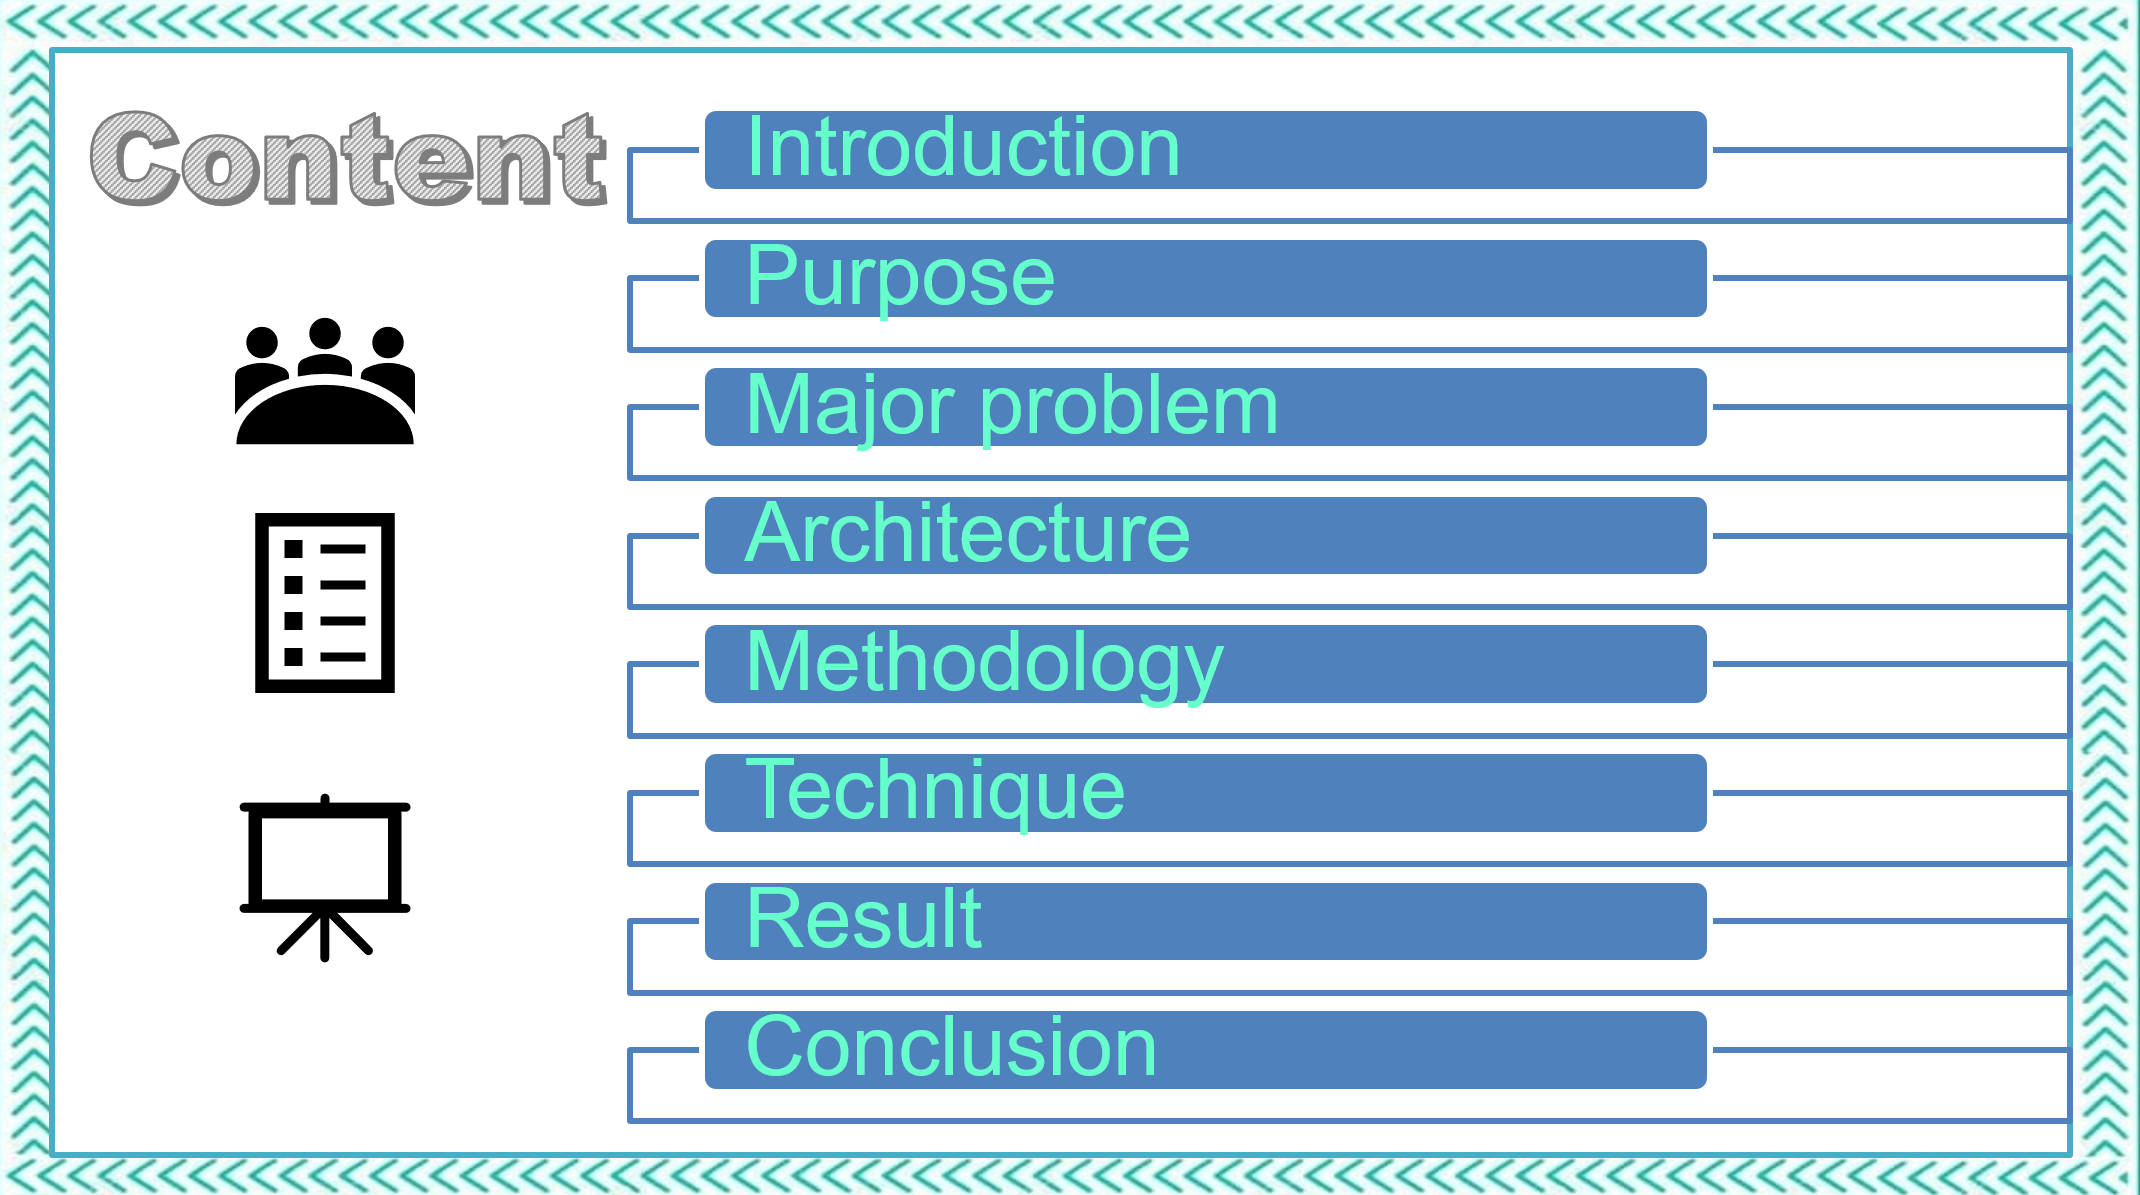 Content
Introduction
Purpose
Major problem
Architecture
Methodology
Technique
Result
Conclusion